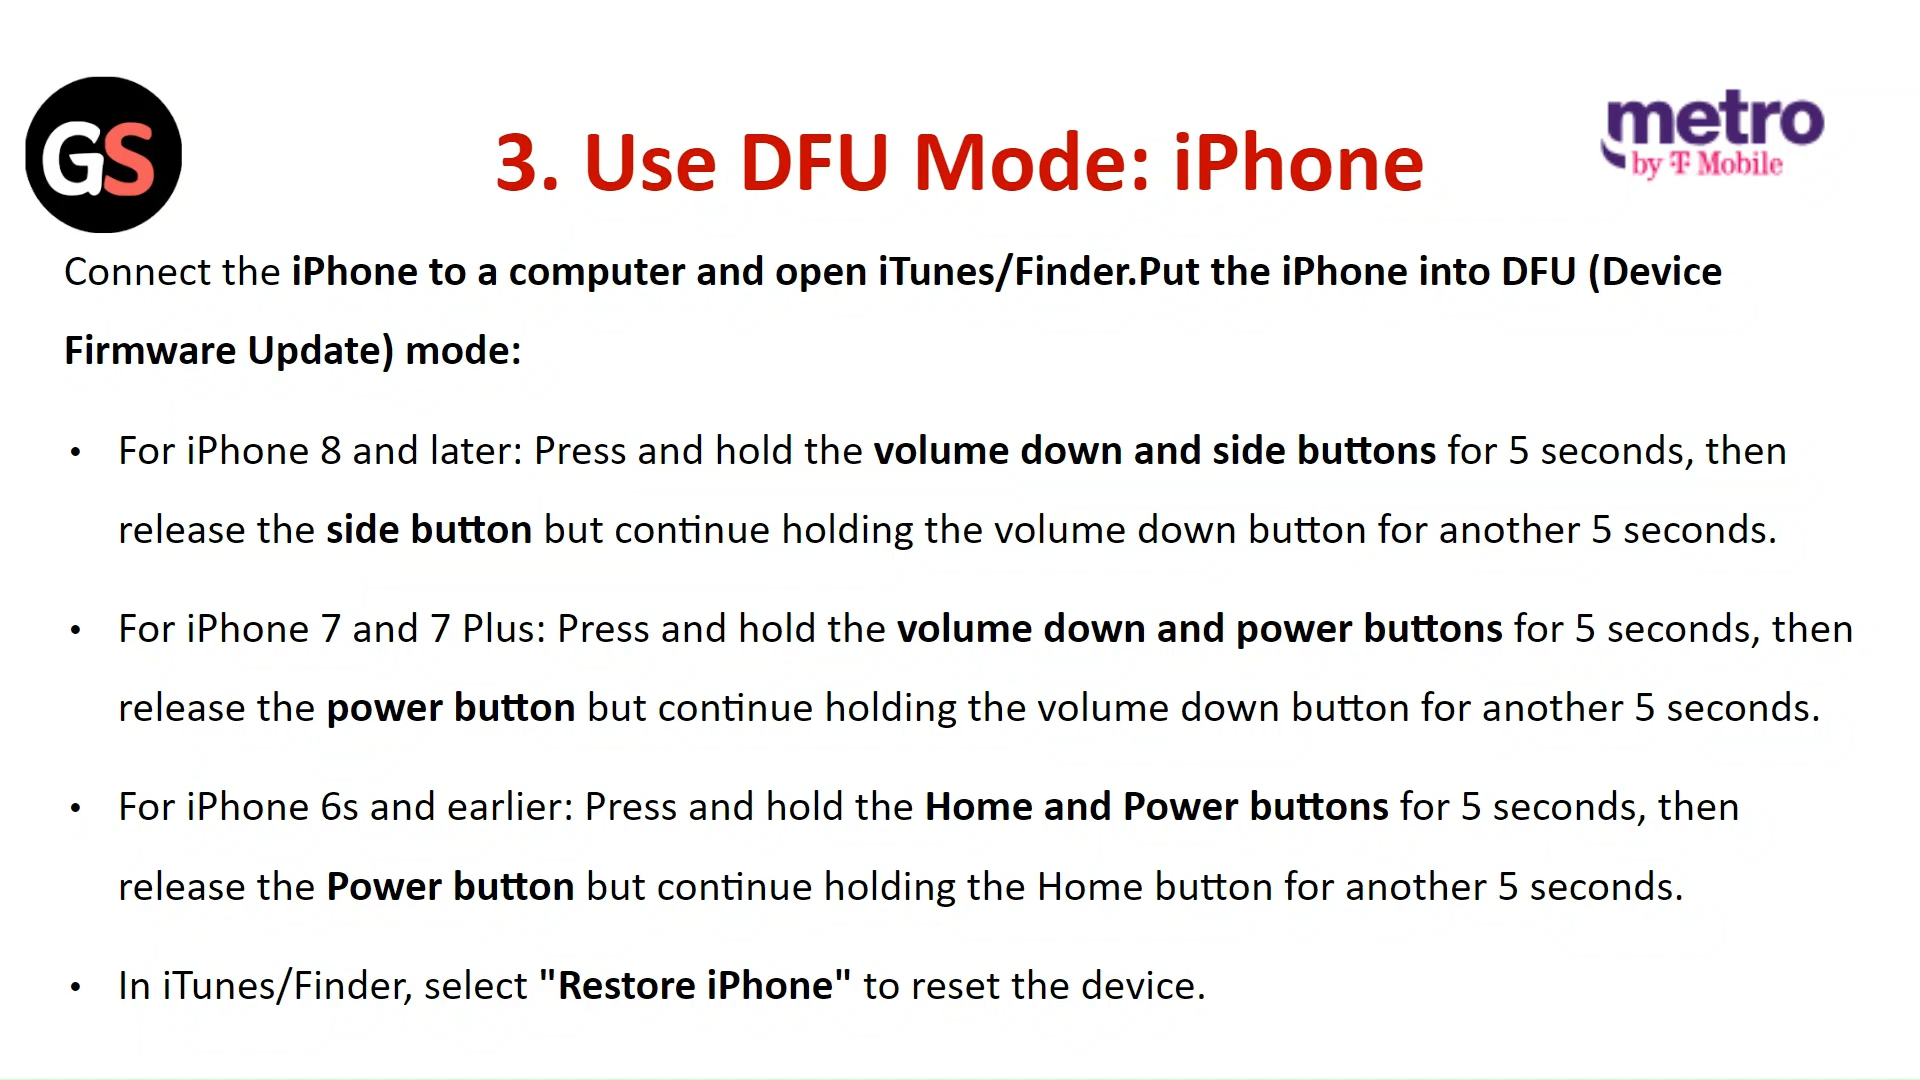 GS
3. Use DFU Mode: iPhone
metro
by T Mobile
Connect the iPhone to a computer and open iTunes/Finder.Put the iPhone into DFU (Device
Firmware Update) mode:
• For iPhone 8 and later: Press and hold the volume down and side buttons for 5 seconds, then
release the side button but continue holding the volume down button for another 5 seconds.
• For iPhone 7 and 7 Plus: Press and hold the volume down and power buttons for 5 seconds, then
release the power button but continue holding the volume down button for another 5 seconds.
• For iPhone 6s and earlier: Press and hold the Home and Power buttons for 5 seconds, then
release the Power button but continue holding the Home button for another 5 seconds.
• In iTunes/Finder, select "Restore iPhone" to reset the device.